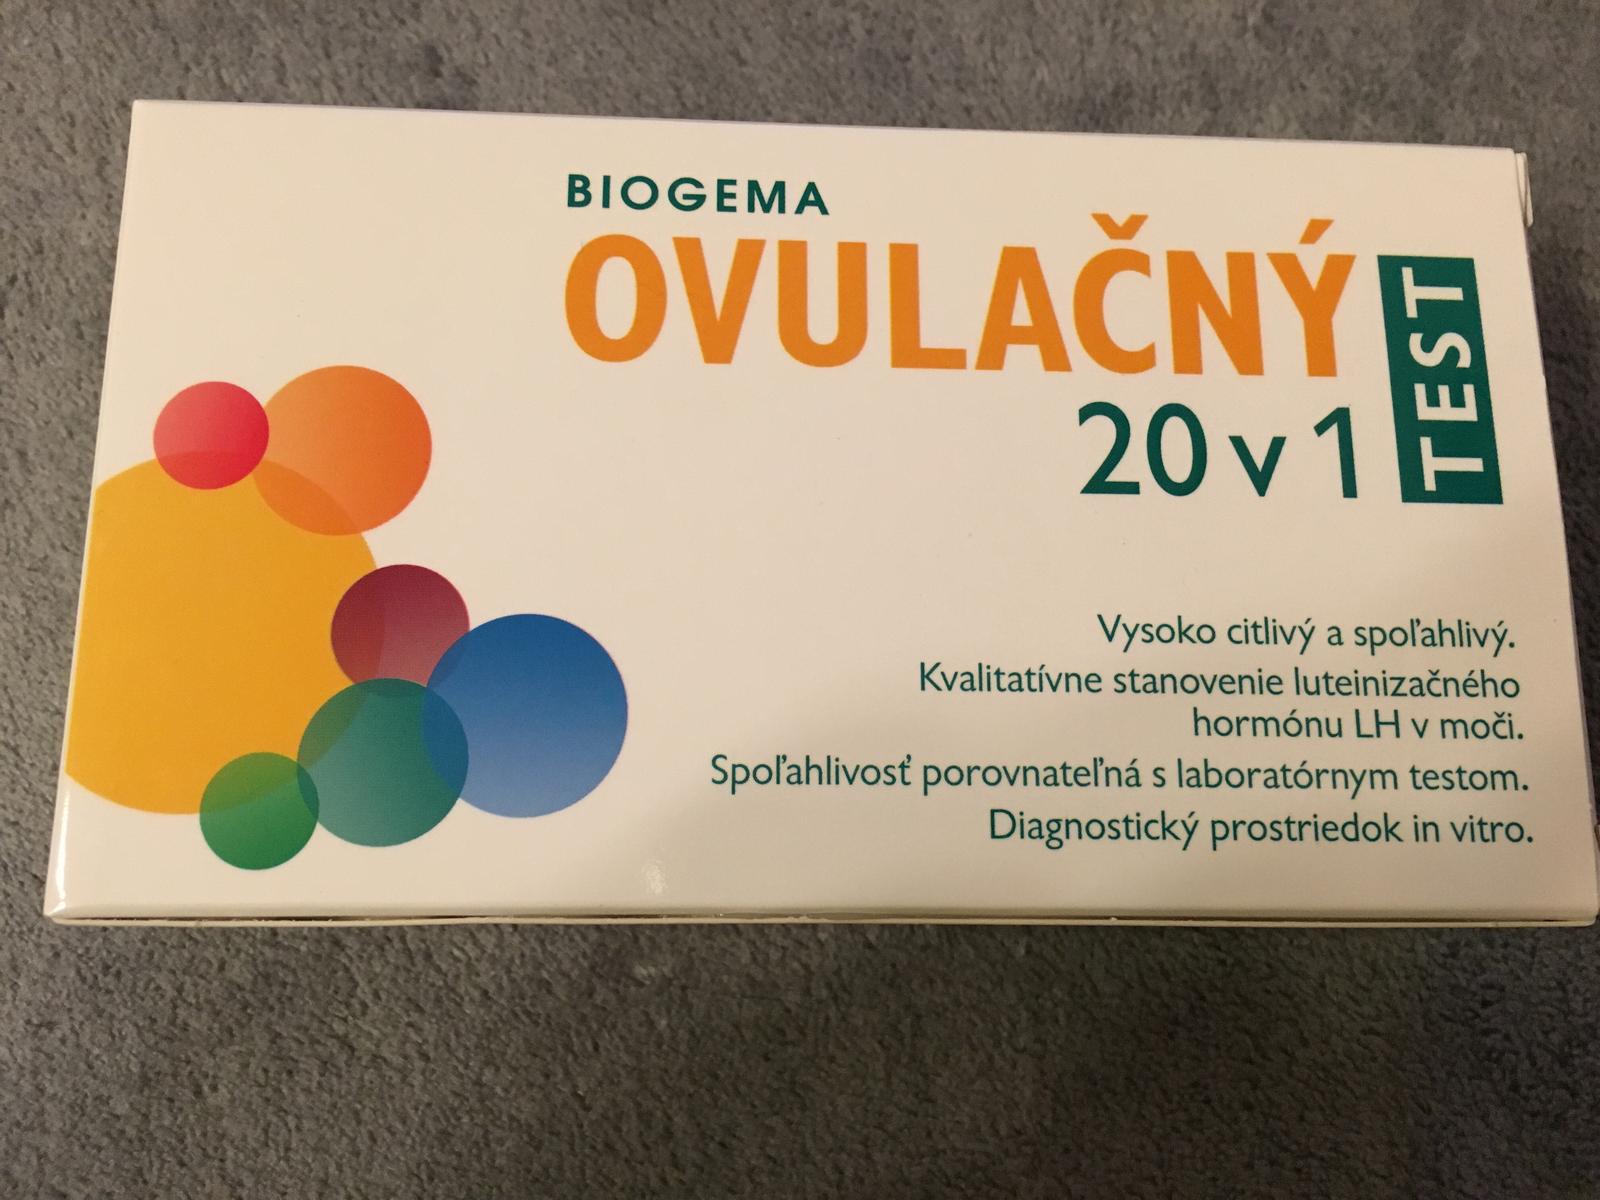 BIOGEMA
OVULAČNÝ
TEST
20 v 1
Vysoko citlivý a spoľahlivý.
Kvalitatívne stanovenie luteinizačného
hormónu LH v moči.
Spoľahlivosť porovnateľná s laboratórnym testom.
Diagnostický prostriedok in vitro.